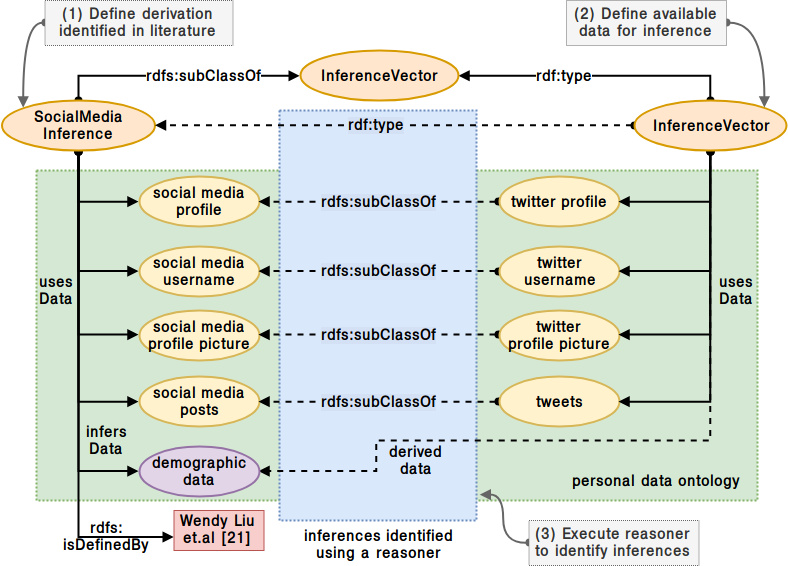 (1) Define derivation
identified in literature
(2) Define available
data for inference
rdfs:subClassOf
InferenceVector
rdf:type
SocialMedia
Inference
rdf:type
InferenceVector
social media
profile
rdfs:subClassOf
twitter profile
social media
username
rdfs:subClassOf
twitter
username
uses
Data
uses
Data
social media
profile picture
rdfs:subClassOf
twitter
profile picture
social media
posts
rdfs:subClassOf
tweets
infers
Data
demographic
data
derived
data
personal data ontology
rdfs:
isDefinedBy
Wendy Liu
et.al [21]
inferences identified
using a reasoner
(3) Execute reasoner
to identify inferences